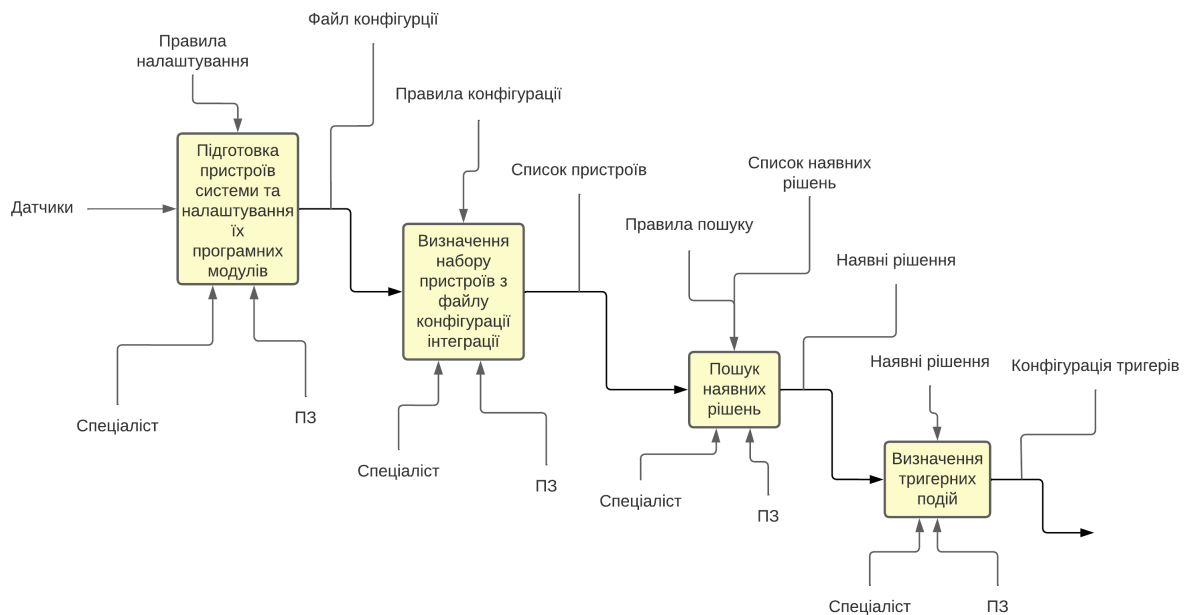 Файл конфігурції
Правила
налаштування
Правила конфігурації
Підготовка
пристроїв
системи та
налаштування
їх
програмних
модулів
Датчики
Список пристроїв
Список наявних
рішень
Правила пошуку
Визначення
набору
пристроїв з
файлу
конфігурації
інтеграції
Наявні рішення
Спеціаліст
ПЗ
Пошук
наявних
рішень
Наявні рішення
Конфігурація тригерів
Спеціаліст
ПЗ
Визначення
тригерних
подій
Спеціаліст
ПЗ
Спеціаліст
ПЗ